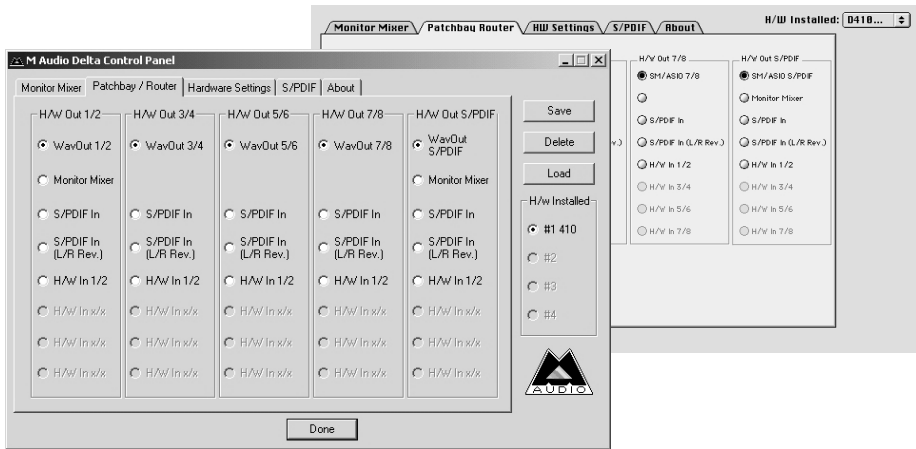 H/W Installed: D410...
Monitor Mixer Patchbay Router HW Settings S/PDIF About
H/W Out 7/8 H/W Out S/PDIF
SM/ASIO 7/8 SM/ASIO S/PDIF
Monitor Mixer
S/PDIF In S/PDIF In
v.) S/PDIF In (L/R Rev.) S/PDIF In (L/R Rev.)
H/W In 1/2 H/W In 1/2
H/W In 3/4 H/W In 3/4
H/W In 5/6 H/W In 5/6
H/W In 7/8 H/W In 7/8
M Audio Delta Control Panel
Monitor Mixer Patchbay / Router Hardware Settings S/PDIF About
H/W Out 1/2 H/W Out 3/4 H/W Out 5/6 H/W Out 7/8 H/W Out S/PDIF
WavOut 1/2 WavOut 3/4 WavOut 5/6 WavOut 7/8 WavOut
S/PDIF
Monitor Mixer Monitor Mixer
S/PDIF In S/PDIF In S/PDIF In S/PDIF In S/PDIF In
S/PDIF In S/PDIF In S/PDIF In S/PDIF In S/PDIF In
(L/R Rev.) (L/R Rev.) (L/R Rev.) (L/R Rev.) (L/R Rev.)
H/W In 1/2 H/W In 1/2 H/W In 1/2 H/W In 1/2 H/W In 1/2
H/W In x/x H/W In x/x H/W In x/x H/W In x/x H/W In x/x
H/W In x/x H/W In x/x H/W In x/x H/W In x/x H/W In x/x
H/W In x/x H/W In x/x H/W In x/x H/W In x/x H/W In x/x
Save
Delete
Load
H/w Installed
#1 410
#2
#3
#4
AUDIO
Done